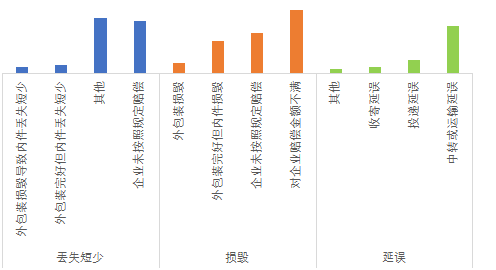 外包装损毁导致内件丢失短少
外包装完好但内件丢失短少
其他
企业未按照规定赔偿
外包装损毁
外包装完好但内件损毁
企业未按照规定赔偿
对企业赔偿金额不满
其他
收寄延误
投递延误
中转或运输延误
丢失短少
损毁
延误